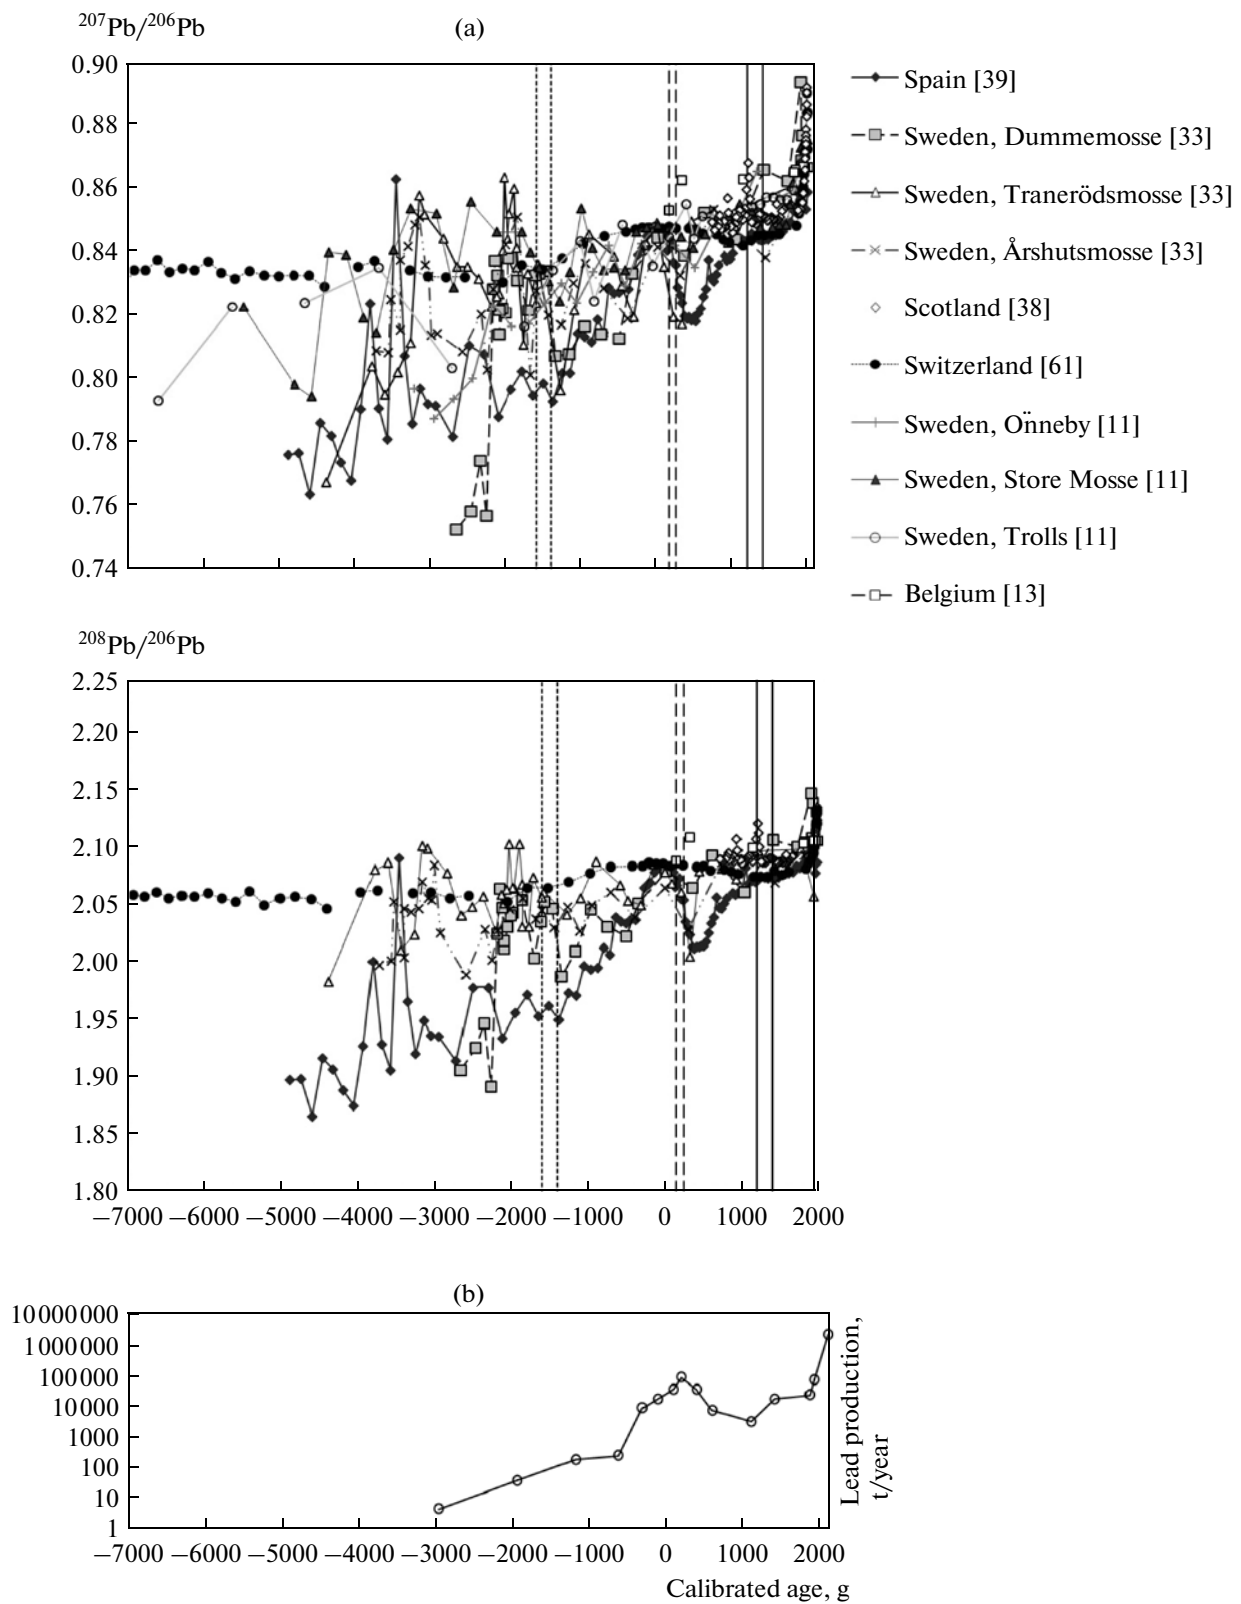 ²⁰⁷Pb/²⁰⁶Pb
(a)
0.90
0.88
0.86
0.84
0.82
0.80
0.78
0.76
0.74
Spain [39]
Sweden, Dummemosse [33]
Sweden, Tranerödsmosse [33]
Sweden, Årshutsmosse [33]
Scotland [38]
Switzerland [61]
Sweden, Önneby [11]
Sweden, Store Mosse [11]
Sweden, Trolls [11]
Belgium [13]
²⁰⁸Pb/²⁰⁶Pb
2.25
2.20
2.15
2.10
2.05
2.00
1.95
1.90
1.85
1.80
−7000 −6000 −5000 −4000 −3000 −2000 −1000 0 1000 2000
(b)
10000000
1000000
100000
10000
1000
100
10
1
−7000 −6000 −5000 −4000 −3000 −2000 −1000 0 1000 2000
Calibrated age, g
Lead production,
t/year